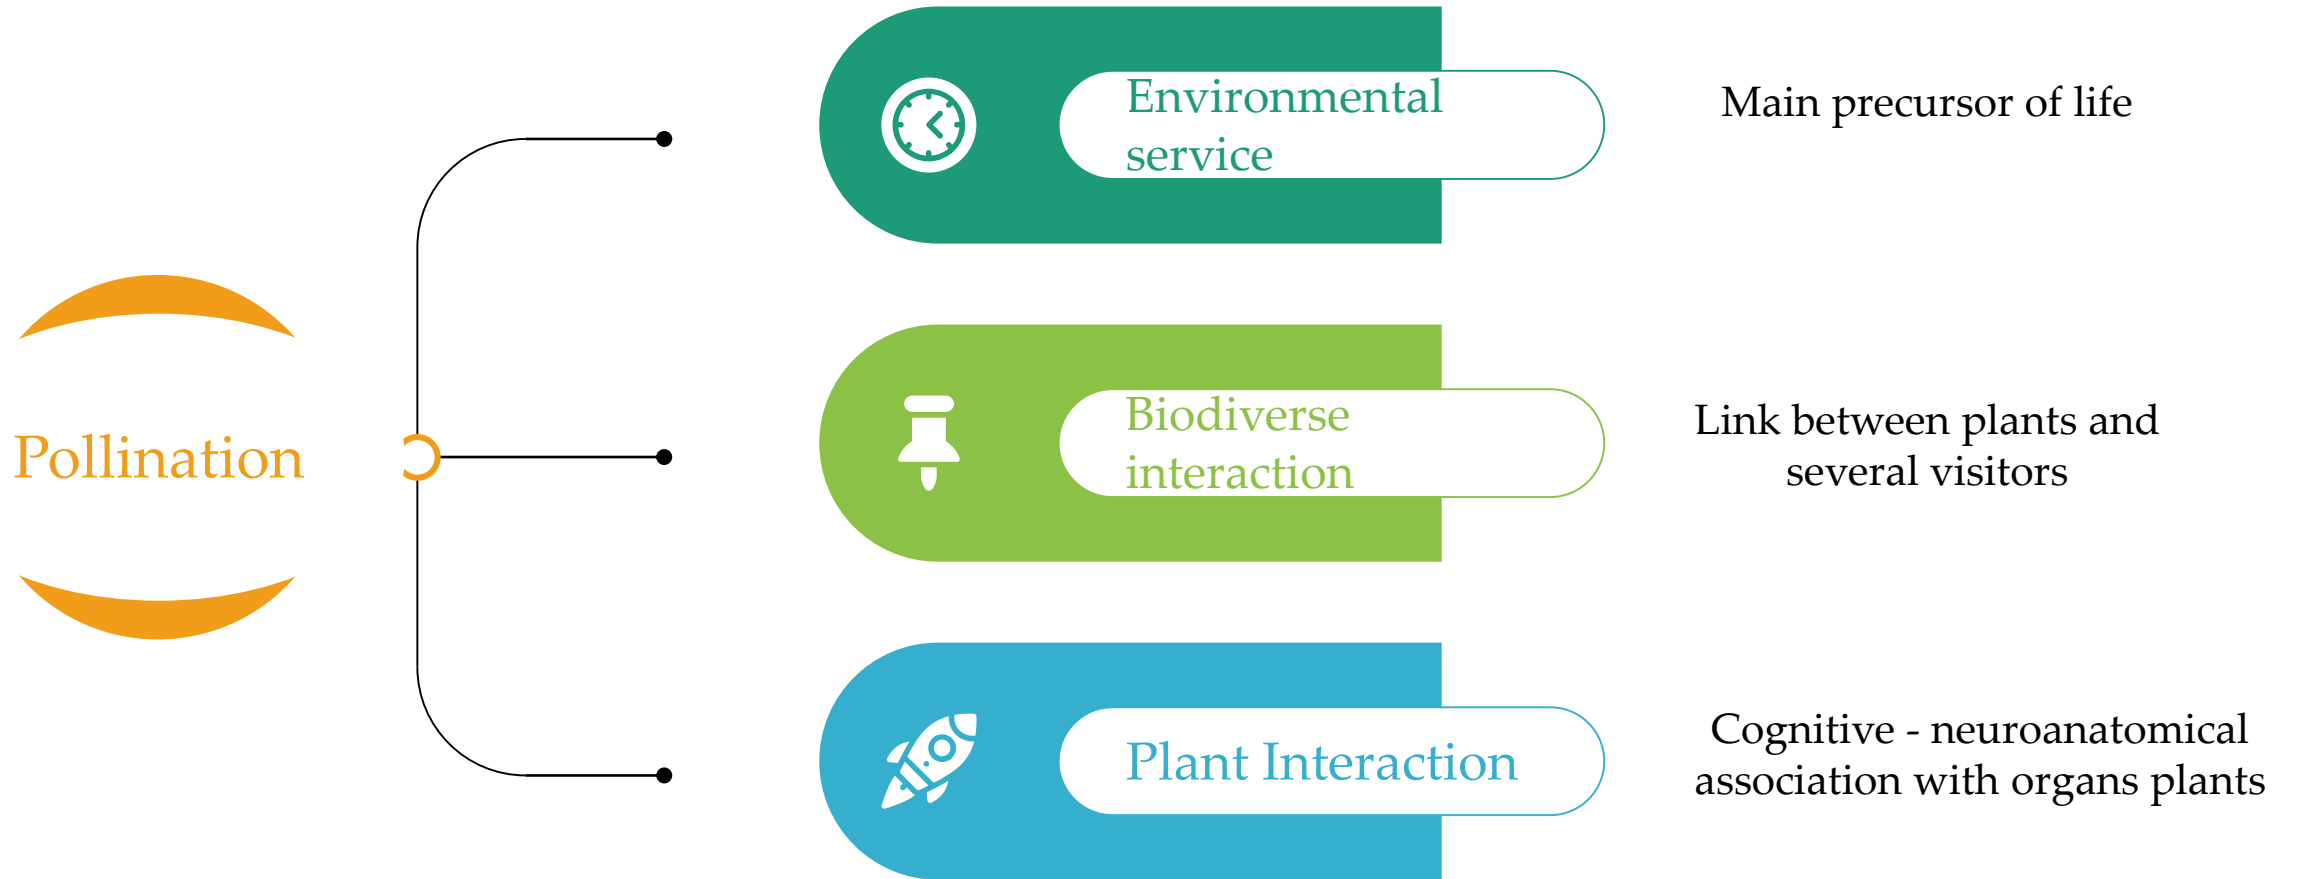 Pollination
Environmental
service
Main precursor of life
Biodiverse
interaction
Link between plants and
several visitors
Plant Interaction
Cognitive - neuroanatomical
association with organs plants